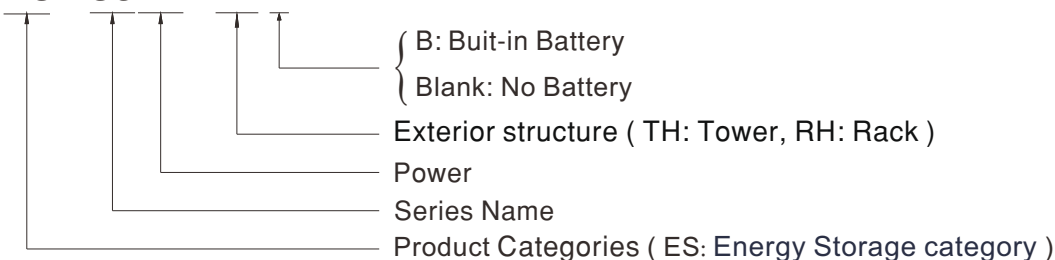 B: Buit-in Battery
Blank: No Battery
Exterior structure ( TH: Tower, RH: Rack )
Power
Series Name
Product Categories ( ES: Energy Storage category )